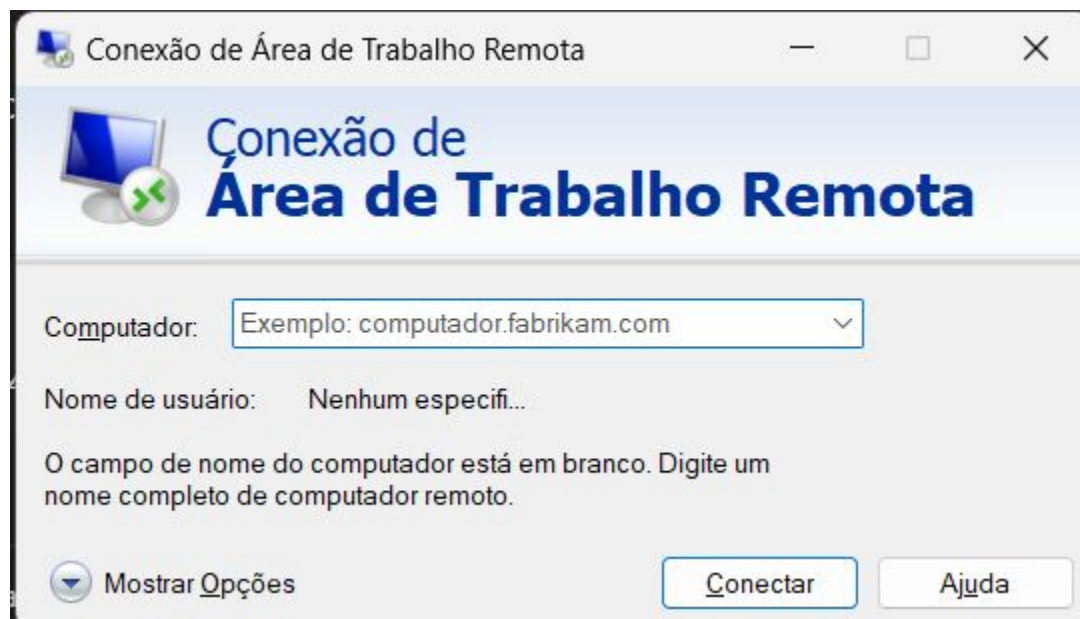 Conexão de Área de Trabalho Remota
Conexão de
Área de Trabalho Remota
Computador: Exemplo: computador.fabrikam.com
Nome de usuário: Nenhum especifi...
O campo de nome do computador está em branco. Digite um
nome completo de computador remoto.
Mostrar Opções Conectar Ajuda